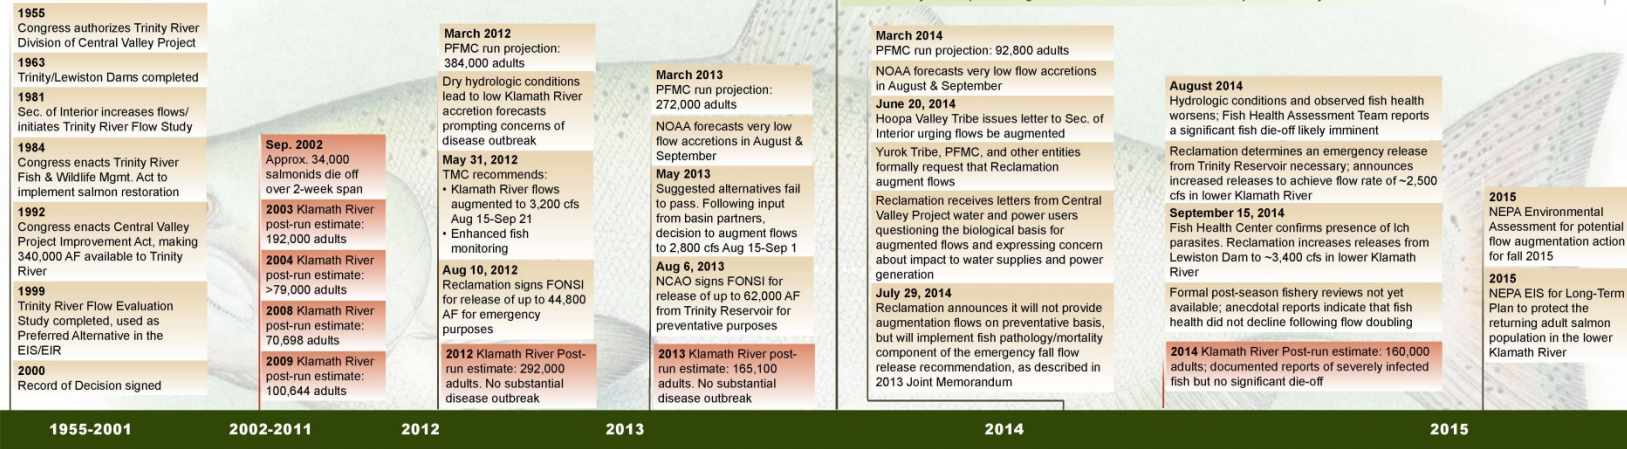 1955
Congress authorizes Trinity River
Division of Central Valley Project
1963
Trinity/Lewiston Dams completed
1981
Sec. of Interior increases flows/
initiates Trinity River Flow Study
1984
Congress enacts Trinity River
Fish & Wildlife Mgmt. Act to
implement salmon restoration
1992
Congress enacts Central Valley
Project Improvement Act, making
340,000 AF available to Trinity
River
1999
Trinity River Flow Evaluation
Study completed, used as
Preferred Alternative in the
EIS/EIR
2000
Record of Decision signed
Sep. 2002
Approx. 34,000
salmonids die off
over 2-week span
2003 Klamath River
post-run estimate:
192,000 adults
2004 Klamath River
post-run estimate:
>79,000 adults
2008 Klamath River
post-run estimate:
70,698 adults
2009 Klamath River
post-run estimate:
100,644 adults
March 2012
PFMC run projection:
384,000 adults
Dry hydrologic conditions
lead to low Klamath River
accretion forecasts
prompting concerns of
disease outbreak
May 31, 2012
TMC recommends:
• Klamath River flows
augmented to 3,200 cfs
Aug 15-Sep 21
• Enhanced fish
monitoring
Aug 10, 2012
Reclamation signs FONSI
for release of up to 44,800
AF for emergency
purposes
2012 Klamath River Post-
run estimate: 292,000
adults. No substantial
disease outbreak
March 2013
PFMC run projection:
272,000 adults
NOAA forecasts very low
flow accretions in August &
September
May 2013
Suggested alternatives fail
to pass. Following input
from basin partners,
decision to augment flows
to 2,800 cfs Aug 15-Sep 1
Aug 6, 2013
NCAO signs FONSI for
release of up to 62,000 AF
from Trinity Reservoir for
preventative purposes
2013 Klamath River post-
run estimate: 165,100
adults. No substantial
disease outbreak
March 2014
PFMC run projection: 92,800 adults
NOAA forecasts very low flow accretions
in August & September
June 20, 2014
Hoopa Valley Tribe issues letter to Sec. of
Interior urging flows be augmented
Yurok Tribe, PFMC, and other entities
formally request that Reclamation
augment flows
Reclamation receives letters from Central
Valley Project water and power users
questioning the biological basis for
augmented flows and expressing concern
about impact to water supplies and power
generation
July 29, 2014
Reclamation announces it will not provide
augmentation flows on preventative basis,
but will implement fish pathology/mortality
component of the emergency fall flow
release recommendation, as described in
2013 Joint Memorandum
August 2014
Hydrologic conditions and observed fish health
worsens; Fish Health Assessment Team reports
a significant fish die-off likely imminent
Reclamation determines an emergency release
from Trinity Reservoir necessary; announces
increased releases to achieve flow rate of ~2,500
cfs in lower Klamath River
September 15, 2014
Fish Health Center confirms presence of Ich
parasites. Reclamation increases releases from
Lewiston Dam to ~3,400 cfs in lower Klamath
River
Formal post-season fishery reviews not yet
available; anecdotal reports indicate that fish
health did not decline following flow doubling
2014 Klamath River Post-run estimate: 160,000
adults; documented reports of severely infected
fish but no significant die-off
2015
NEPA Environmental
Assessment for potential
flow augmentation action
for fall 2015
2015
NEPA EIS for Long-Term
Plan to protect the
returning adult salmon
population in the lower
Klamath River
1955-2001
2002-2011
2012
2013
2014
2015